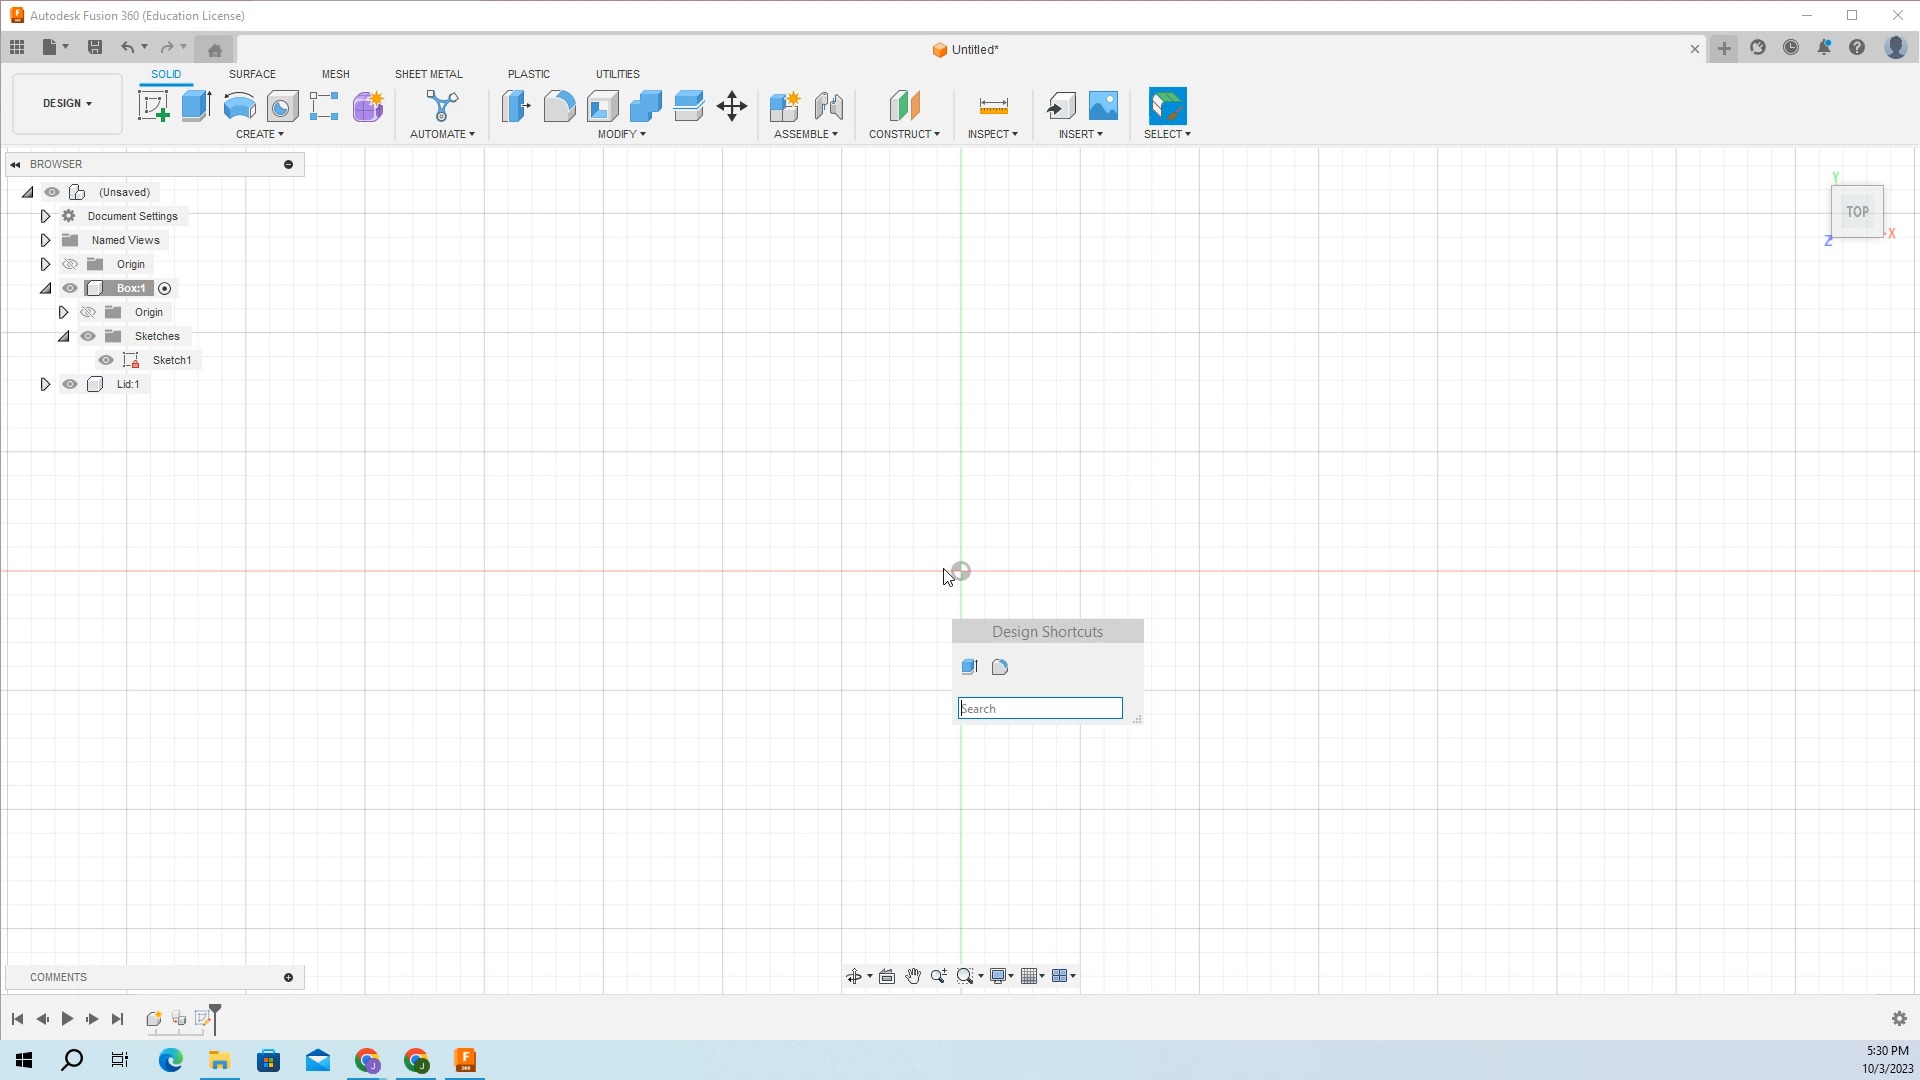 Autodesk Fusion 360 (Education License)
Untitled*
SOLID
SURFACE
MESH
SHEET METAL
PLASTIC
UTILITIES
DESIGN
CREATE
AUTOMATE
MODIFY
ASSEMBLE
CONSTRUCT
INSPECT
INSERT
SELECT
BROWSER
(Unsaved)
Document Settings
Named Views
Origin
Box:1
Origin
Sketches
Sketch1
Lid:1
Y
TOP
X
Z
Design Shortcuts
Search
COMMENTS
5:30 PM
10/3/2023